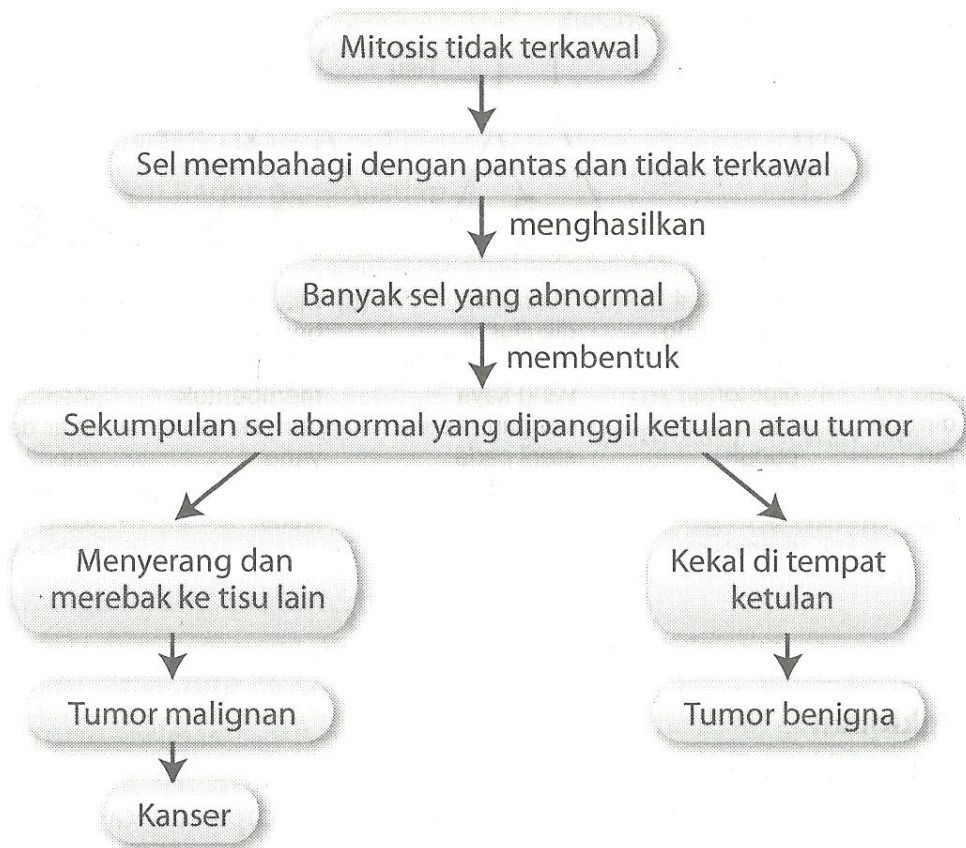 Mitosis tidak terkawal
Sel membahagi dengan pantas dan tidak terkawal
menghasilkan
Banyak sel yang abnormal
membentuk
Sekumpulan sel abnormal yang dipanggil ketulan atau tumor
Menyerang dan
merebak ke tisu lain
Kekal di tempat
ketulan
Tumor malignan
Tumor benigna
Kanser